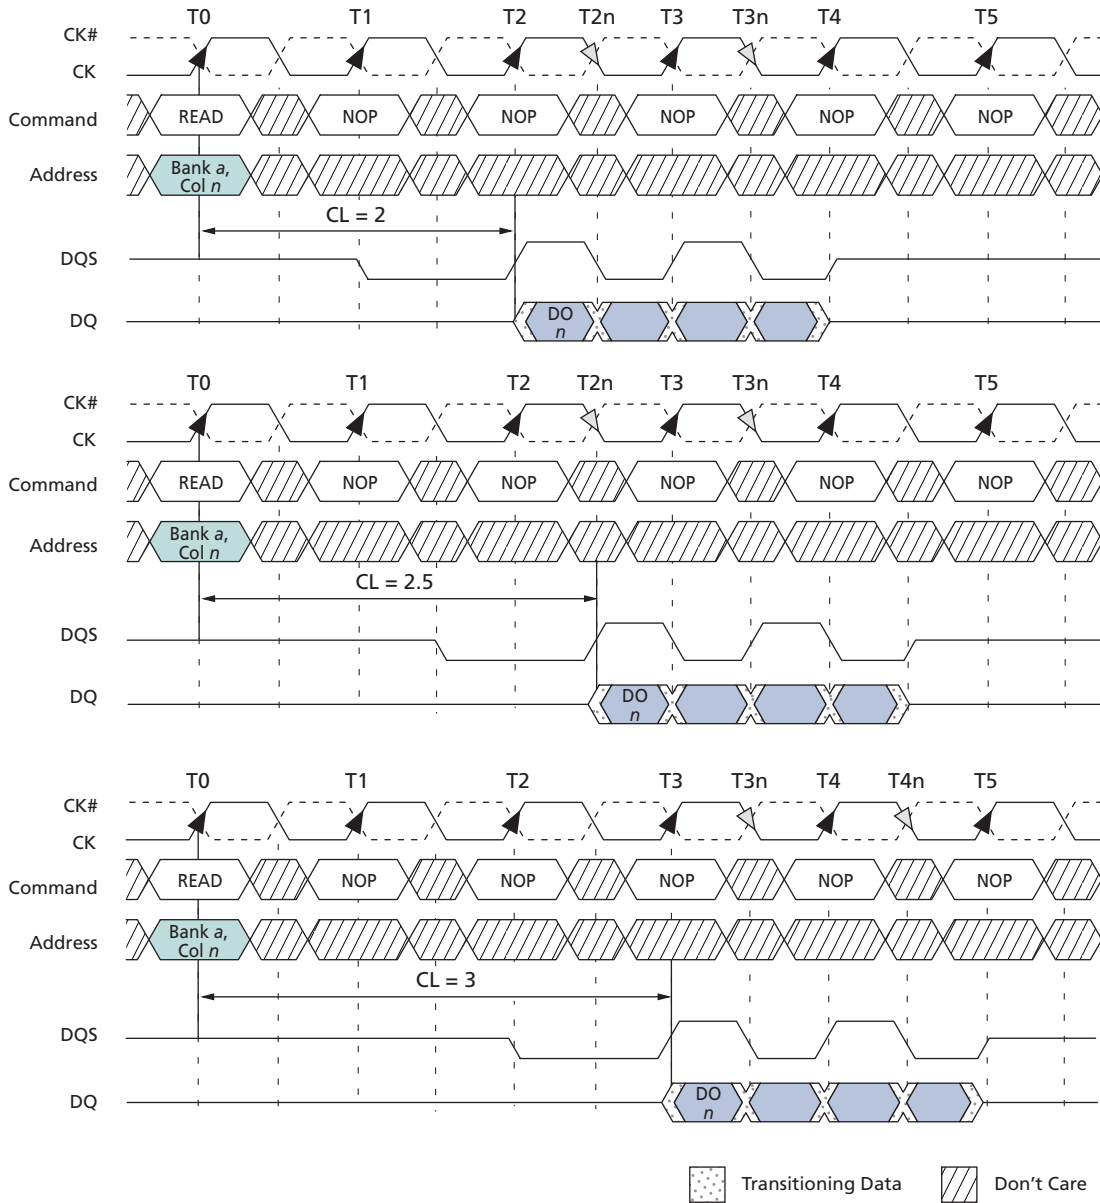 T0 T1 T2 T2n T3 T3n T4 T5
CK#
CK
Command READ NOP NOP NOP NOP NOP
Address Bank a,
Col n
CL = 2
DQS
DQ DO
n
T0 T1 T2 T2n T3 T3n T4 T5
CK#
CK
Command READ NOP NOP NOP NOP NOP
Address Bank a,
Col n
CL = 2.5
DQS
DQ DO
n
T0 T1 T2 T3 T3n T4 T4n T5
CK#
CK
Command READ NOP NOP NOP NOP NOP
Address Bank a,
Col n
CL = 3
DQS
DQ DO
n
Transitioning Data Don't Care